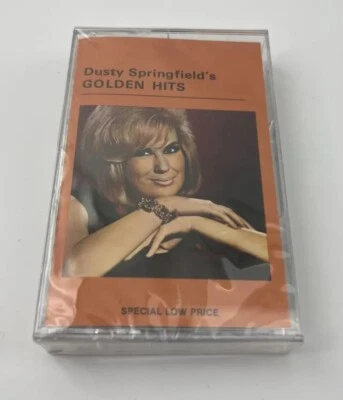 Dusty Springfield's
GOLDEN HITS
SPECIAL LOW PRICE